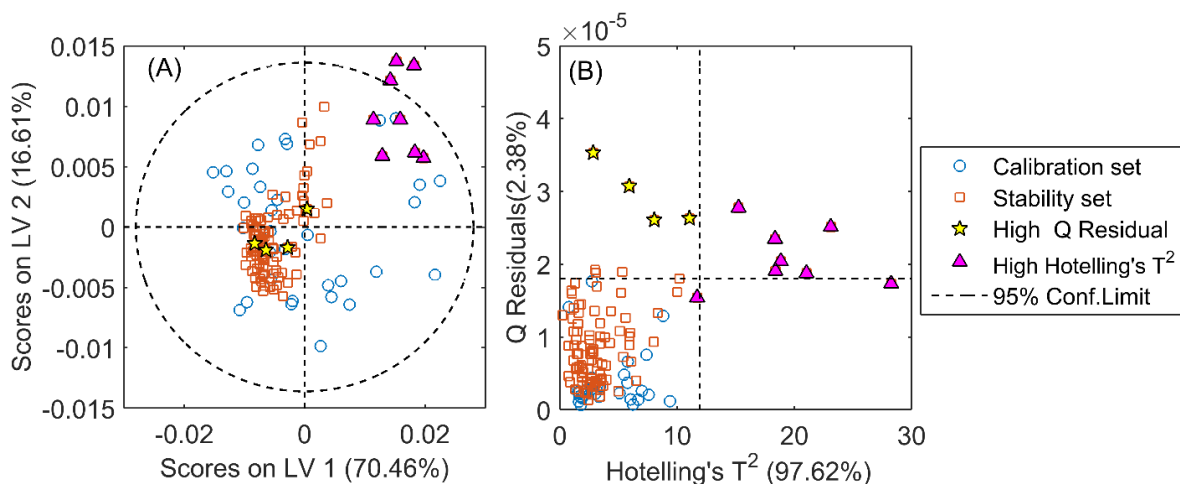 (A)
0.015
0.01
0.005
0
-0.005
-0.01
-0.015
-0.02
0
0.02
Scores on LV 2 (16.61%)
Scores on LV 1 (70.46%)
(B)
5
×10⁻⁵
4
3
2
1
0
0
10
20
30
Q Residuals(2.38%)
Hotelling's T² (97.62%)
Calibration set
Stability set
High Q Residual
High Hotelling's T²
95% Conf.Limit